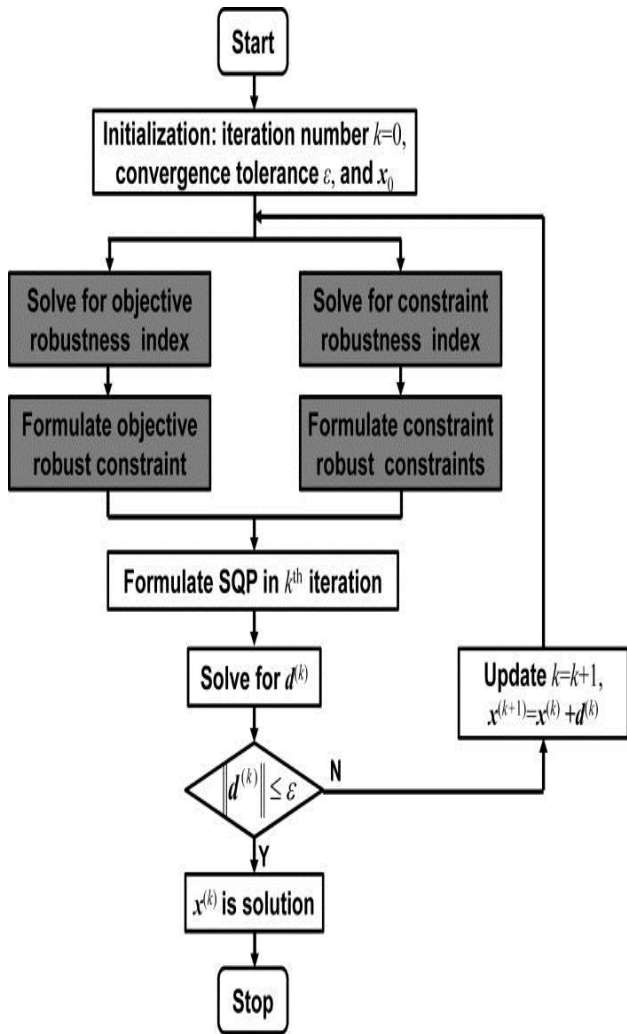 Start
Initialization: iteration number k=0,
convergence tolerance ε, and x₀
Solve for objective
robustness index
Solve for constraint
robustness index
Formulate objective
robust constraint
Formulate constraint
robust constraints
Formulate SQP in kᵗʰ iteration
Solve for d⁽ᵏ⁾
Update k=k+1,
x⁽ᵏ⁺¹⁾=x⁽ᵏ⁾+d⁽ᵏ⁾
‖d⁽ᵏ⁾‖ ≤ ε
N
Y
x⁽ᵏ⁾ is solution
Stop